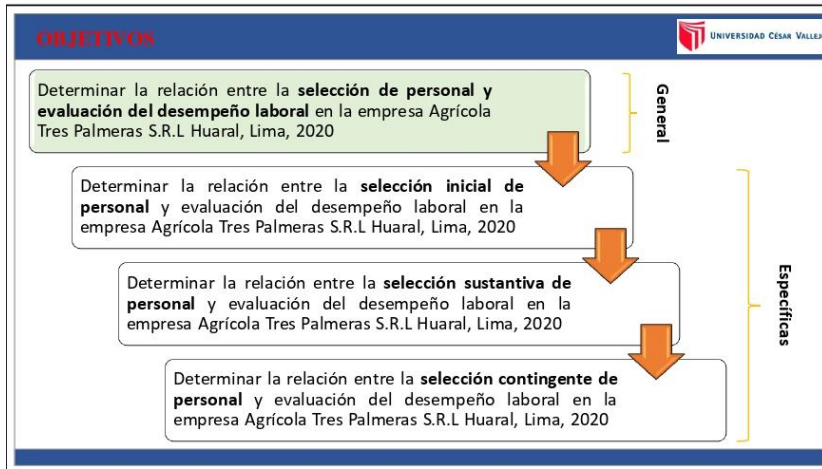 OBJETIVOS
UNIVERSIDAD CÉSAR VALLEJ
Determinar la relación entre la selección de personal y
evaluación del desempeño laboral en la empresa Agrícola
Tres Palmeras S.R.L Huaral, Lima, 2020
General
Determinar la relación entre la selección inicial de
personal y evaluación del desempeño laboral en la
empresa Agrícola Tres Palmeras S.R.L Huaral, Lima, 2020
Determinar la relación entre la selección sustantiva de
personal y evaluación del desempeño laboral en la
empresa Agrícola Tres Palmeras S.R.L Huaral, Lima, 2020
Específicas
Determinar la relación entre la selección contingente de
personal y evaluación del desempeño laboral en la
empresa Agrícola Tres Palmeras S.R.L Huaral, Lima, 2020